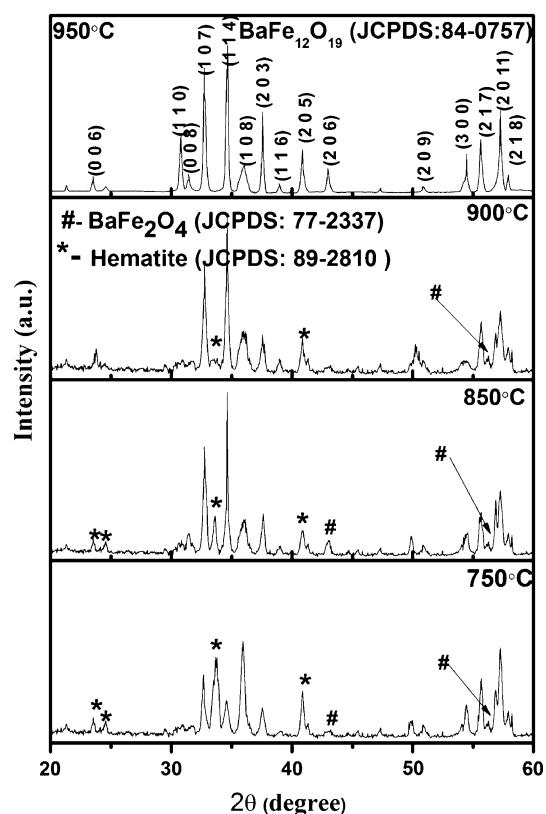 950°C
BaFe12O19 (JCPDS:84-0757)
(0 0 6)
(1 1 0)
(0 0 8)
(1 0 7)
(1 1 4)
(1 0 8)
(2 0 3)
(1 1 6)
(2 0 5)
(2 0 6)
(2 0 9)
(3 0 0)
(2 1 7)
(2 0 11)
(2 1 8)
#- BaFe2O4 (JCPDS: 77-2337)
900°C
*- Hematite (JCPDS: 89-2810 )
#
* *
850°C
#
* * * * #
750°C
#
* * * * #
Intensity (a.u.)
20 30 40 50 60
2θ (degree)